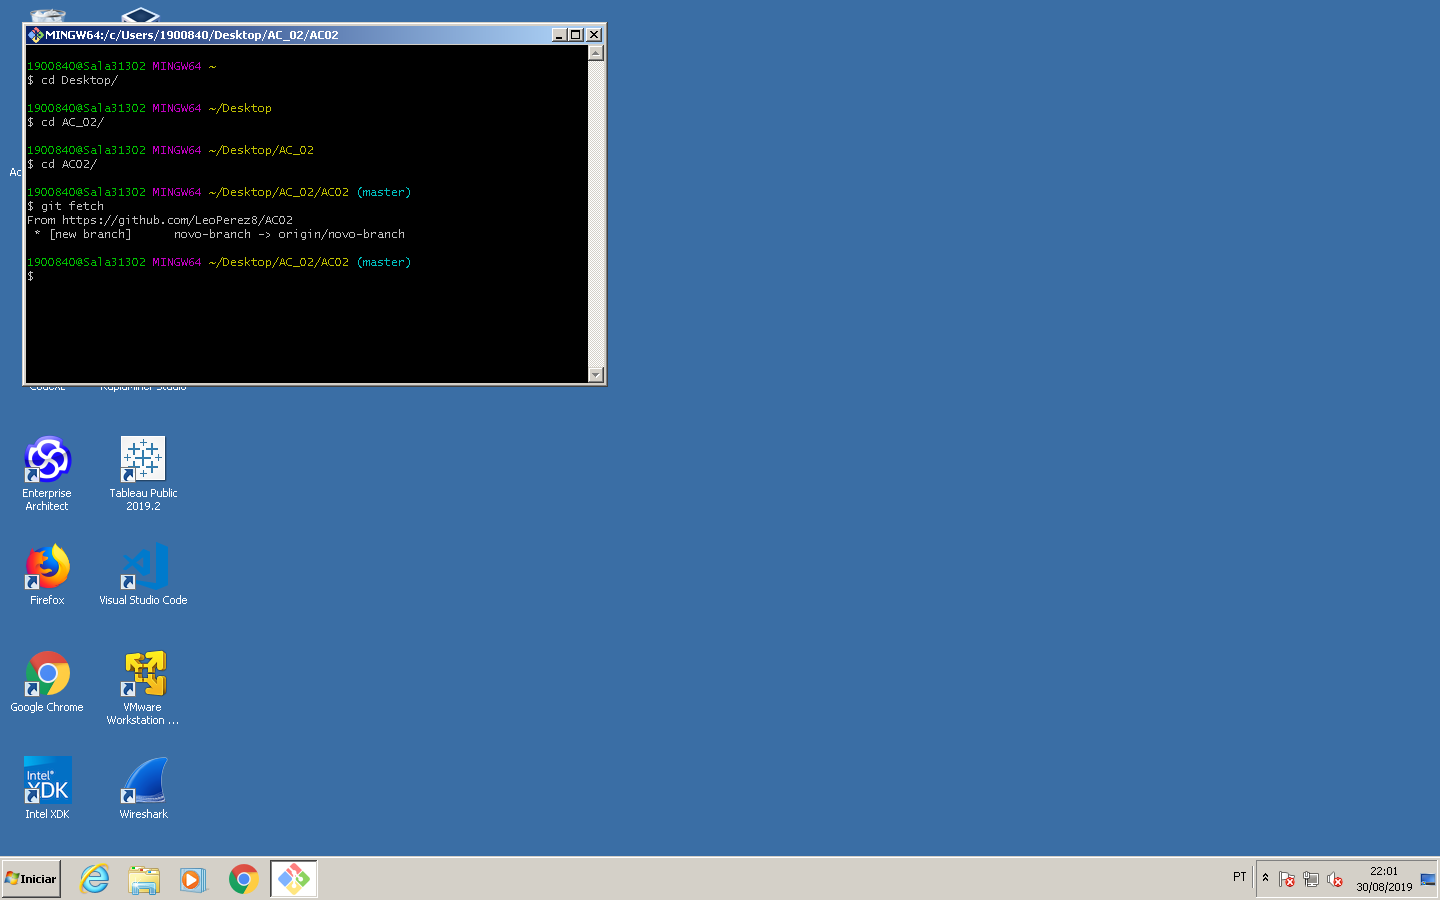 MINGW64:/c/Users/1900840/Desktop/AC_02/AC02
1900840@Sala31302 MINGW64 ~
$ cd Desktop/
1900840@Sala31302 MINGW64 ~/Desktop
$ cd AC_02/
1900840@Sala31302 MINGW64 ~/Desktop/AC_02
$ cd AC02/
1900840@Sala31302 MINGW64 ~/Desktop/AC_02/AC02 (master)
$ git fetch
From https://github.com/LeoPerez8/AC02
* [new branch]      novo-branch -> origin/novo-branch
1900840@Sala31302 MINGW64 ~/Desktop/AC_02/AC02 (master)
$
Ac
CodeXL
RapidMiner Studio
Enterprise
Architect
Tableau Public
2019.2
Firefox
Visual Studio Code
Google Chrome
VMware
Workstation ...
Intel XDK
Intel®
XDK
Wireshark
Iniciar
PT
22:01
30/08/2019